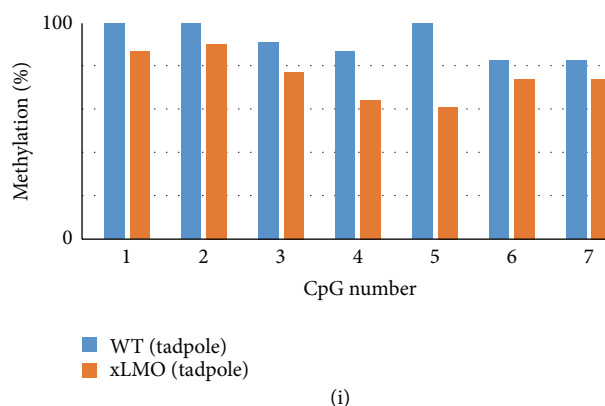 100
Methylation (%)
0
1 2 3 4 5 6 7
CpG number
WT (tadpole)
xLMO (tadpole)
(i)